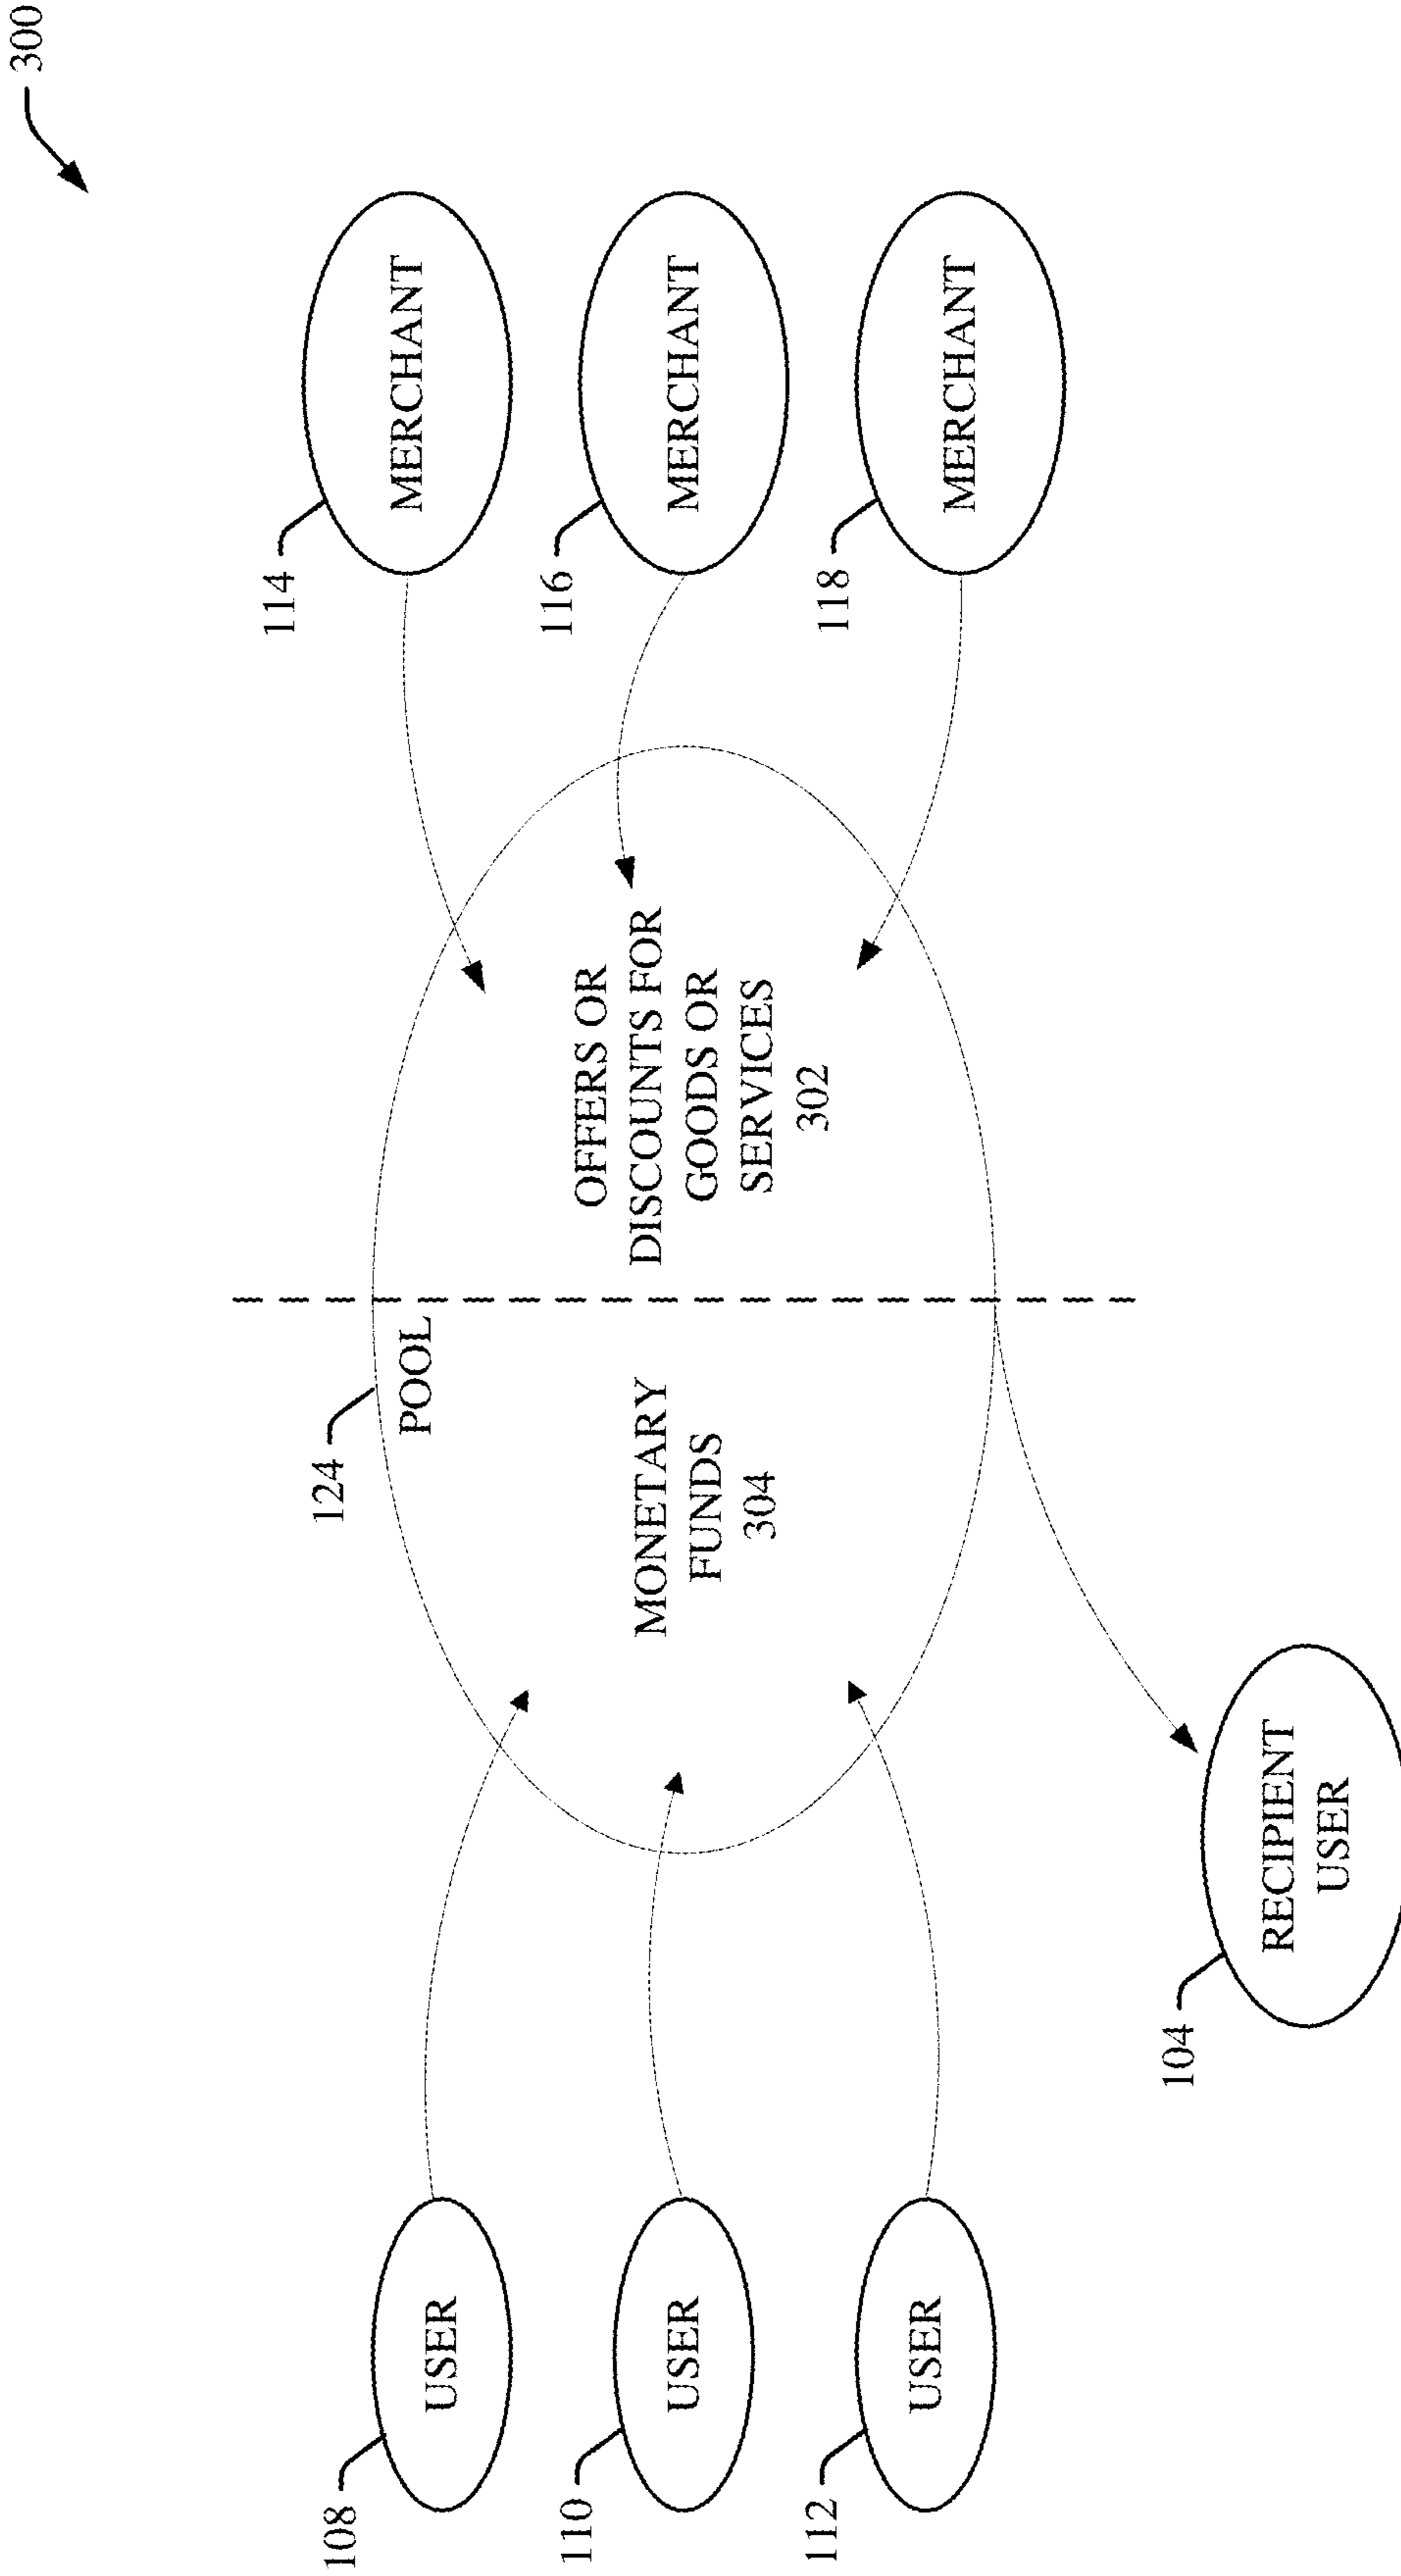 300
108
USER
110
USER
112
USER
124
POOL
MONETARY
FUNDS
304
OFFERS OR
DISCOUNTS FOR
GOODS OR
SERVICES
302
114
MERCHANT
116
MERCHANT
118
MERCHANT
104
RECIPIENT
USER